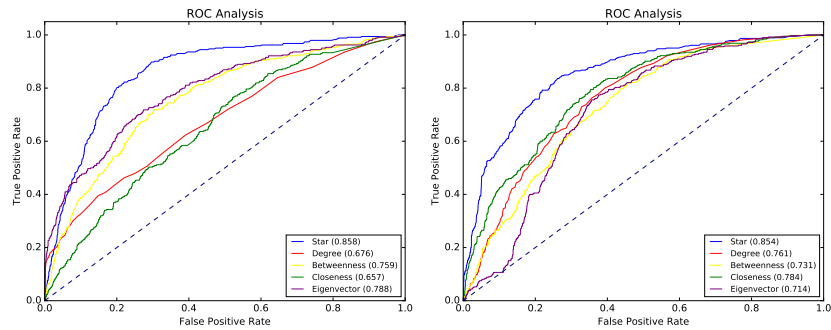 ROC Analysis
True Positive Rate
1.0
0.8
0.6
0.4
0.2
0.0
Star (0.858)
Degree (0.676)
Betweenness (0.759)
Closeness (0.657)
Eigenvector (0.788)
0.0 0.2 0.4 0.6 0.8 1.0
False Positive Rate
ROC Analysis
True Positive Rate
1.0
0.8
0.6
0.4
0.2
0.0
Star (0.854)
Degree (0.761)
Betweenness (0.731)
Closeness (0.784)
Eigenvector (0.714)
0.0 0.2 0.4 0.6 0.8 1.0
False Positive Rate